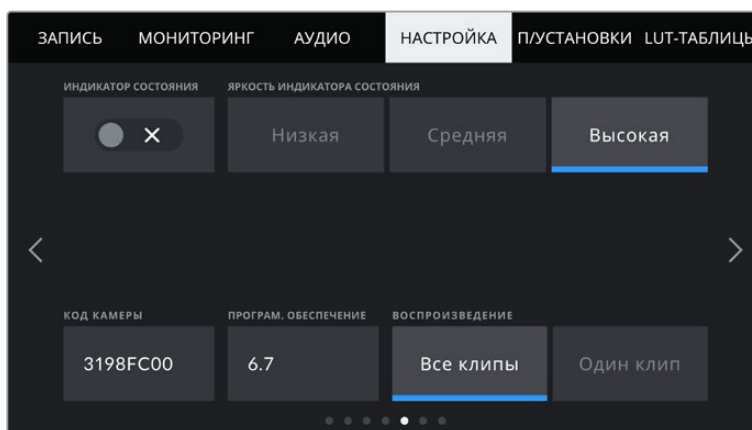 ЗАПИСЬ МОНИТОРИНГ АУДИО НАСТРОЙКА П/УСТАНОВКИ LUT-ТАБЛИЦЫ
ИНДИКАТОР СОСТОЯНИЯ ЯРКОСТЬ ИНДИКАТОРА СОСТОЯНИЯ
Низкая Средняя Высокая
КОД КАМЕРЫ ПРОГРАМ. ОБЕСПЕЧЕНИЕ ВОСПРОИЗВЕДЕНИЕ
3198FC00 6.7 Все клипы Один клип